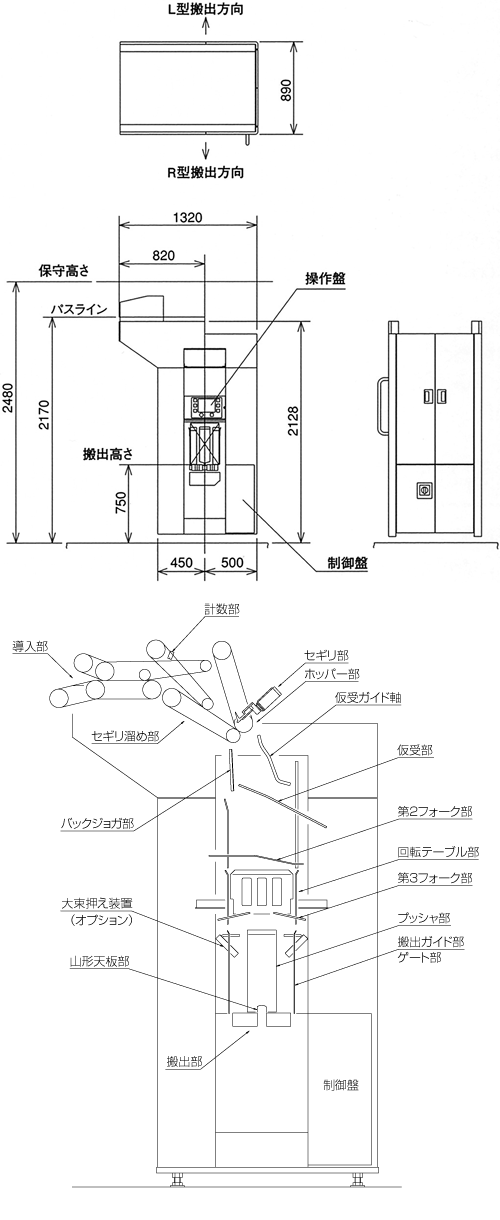 L型搬出方向
890
R型搬出方向
1320
820
保守高さ
操作盤
パスライン
2480
2170
2128
搬出高さ
750
450
500
制御盤
計数部
導入部
セギリ部
ホッパー部
仮受ガイド軸
セギリ溜め部
仮受部
バックジョガ部
第2フォーク部
回転テーブル部
第3フォーク部
大束押え装置
(オプション)
プッシャ部
搬出ガイド部
ゲート部
山形天板部
搬出部
制御盤